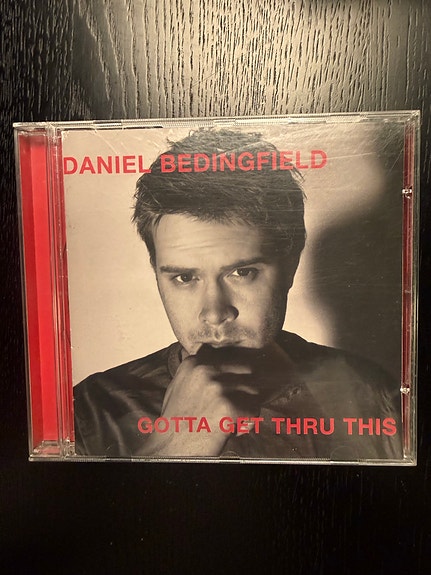 DANIEL BEDINGFIELD
GOTTA GET THRU THIS